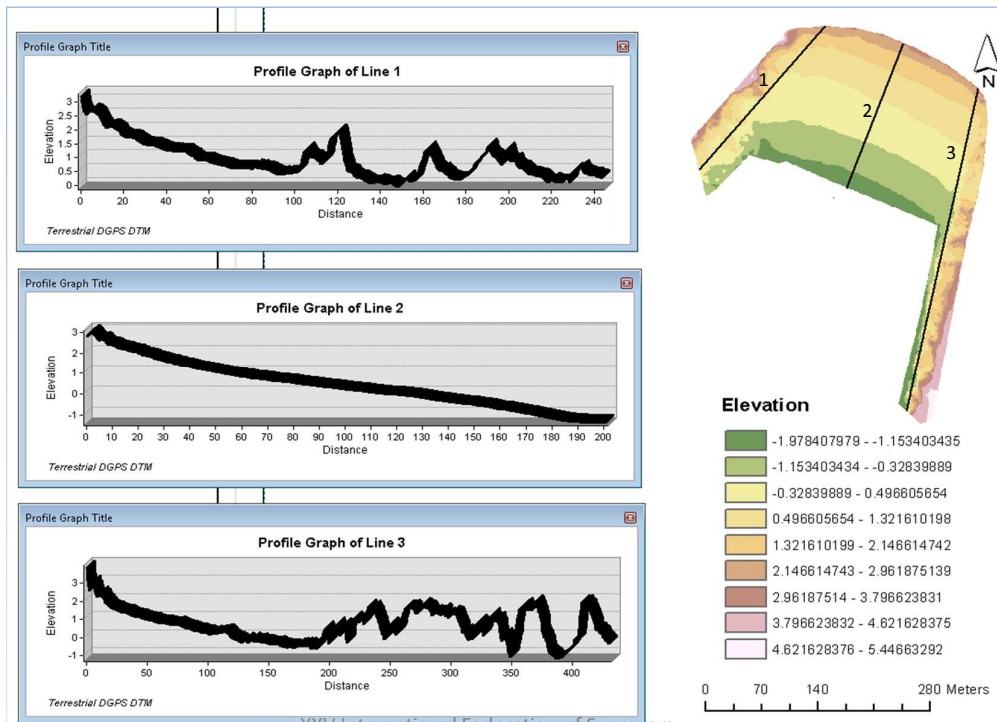 Profile Graph Title
Profile Graph of Line 1
Elevation
3
2.5
2
1.5
1
0.5
0
0 20 40 60 80 100 120 140 160 180 200 220 240
Distance
Terrestrial DGPS DTM
Profile Graph Title
Profile Graph of Line 2
Elevation
3
2
1
0
-1
0 10 20 30 40 50 60 70 80 90 100 110 120 130 140 150 160 170 180 190 200
Distance
Terrestrial DGPS DTM
Profile Graph Title
Profile Graph of Line 3
Elevation
3
2
1
0
-1
0 50 100 150 200 250 300 350 400
Distance
Terrestrial DGPS DTM
1
2
3
N
Elevation
-1.978407979 - -1.153403435
-1.153403434 - -0.32839889
-0.32839889 - 0.496605654
0.496605654 - 1.321610198
1.321610199 - 2.146614742
2.146614743 - 2.961875139
2.96187514 - 3.796623831
3.796623832 - 4.621628375
4.621628376 - 5.44663292
0 70 140 280 Meters
XXV International Federation of Surveyors